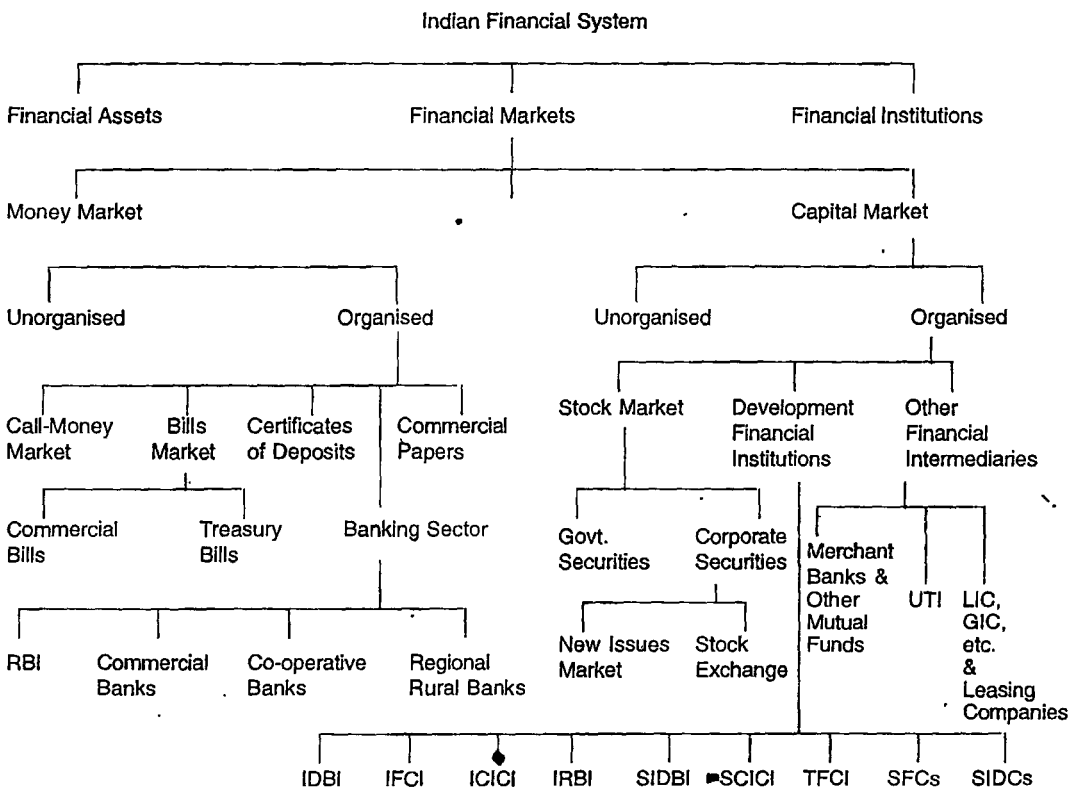 Indian Financial System
Financial Assets
Financial Markets
Financial Institutions
Money Market
Capital Market
Unorganised
Organised
Unorganised
Organised
Call-Money
Market
Bills
Market
Certificates
of Deposits
Commercial
Papers
Stock Market
Development
Financial
Institutions
Other
Financial
Intermediaries
Commercial
Bills
Treasury
Bills
Banking Sector
Govt.
Securities
Corporate
Securities
Merchant
Banks &
Other
Mutual
Funds
UTI
LIC,
GIC,
etc.
&
Leasing
Companies
RBI
Commercial
Banks
Co-operative
Banks
Regional
Rural Banks
New Issues
Market
Stock
Exchange
IDBI
IFCI
ICICI
IRBI
SIDBI
SCICI
TFCI
SFCs
SIDCs